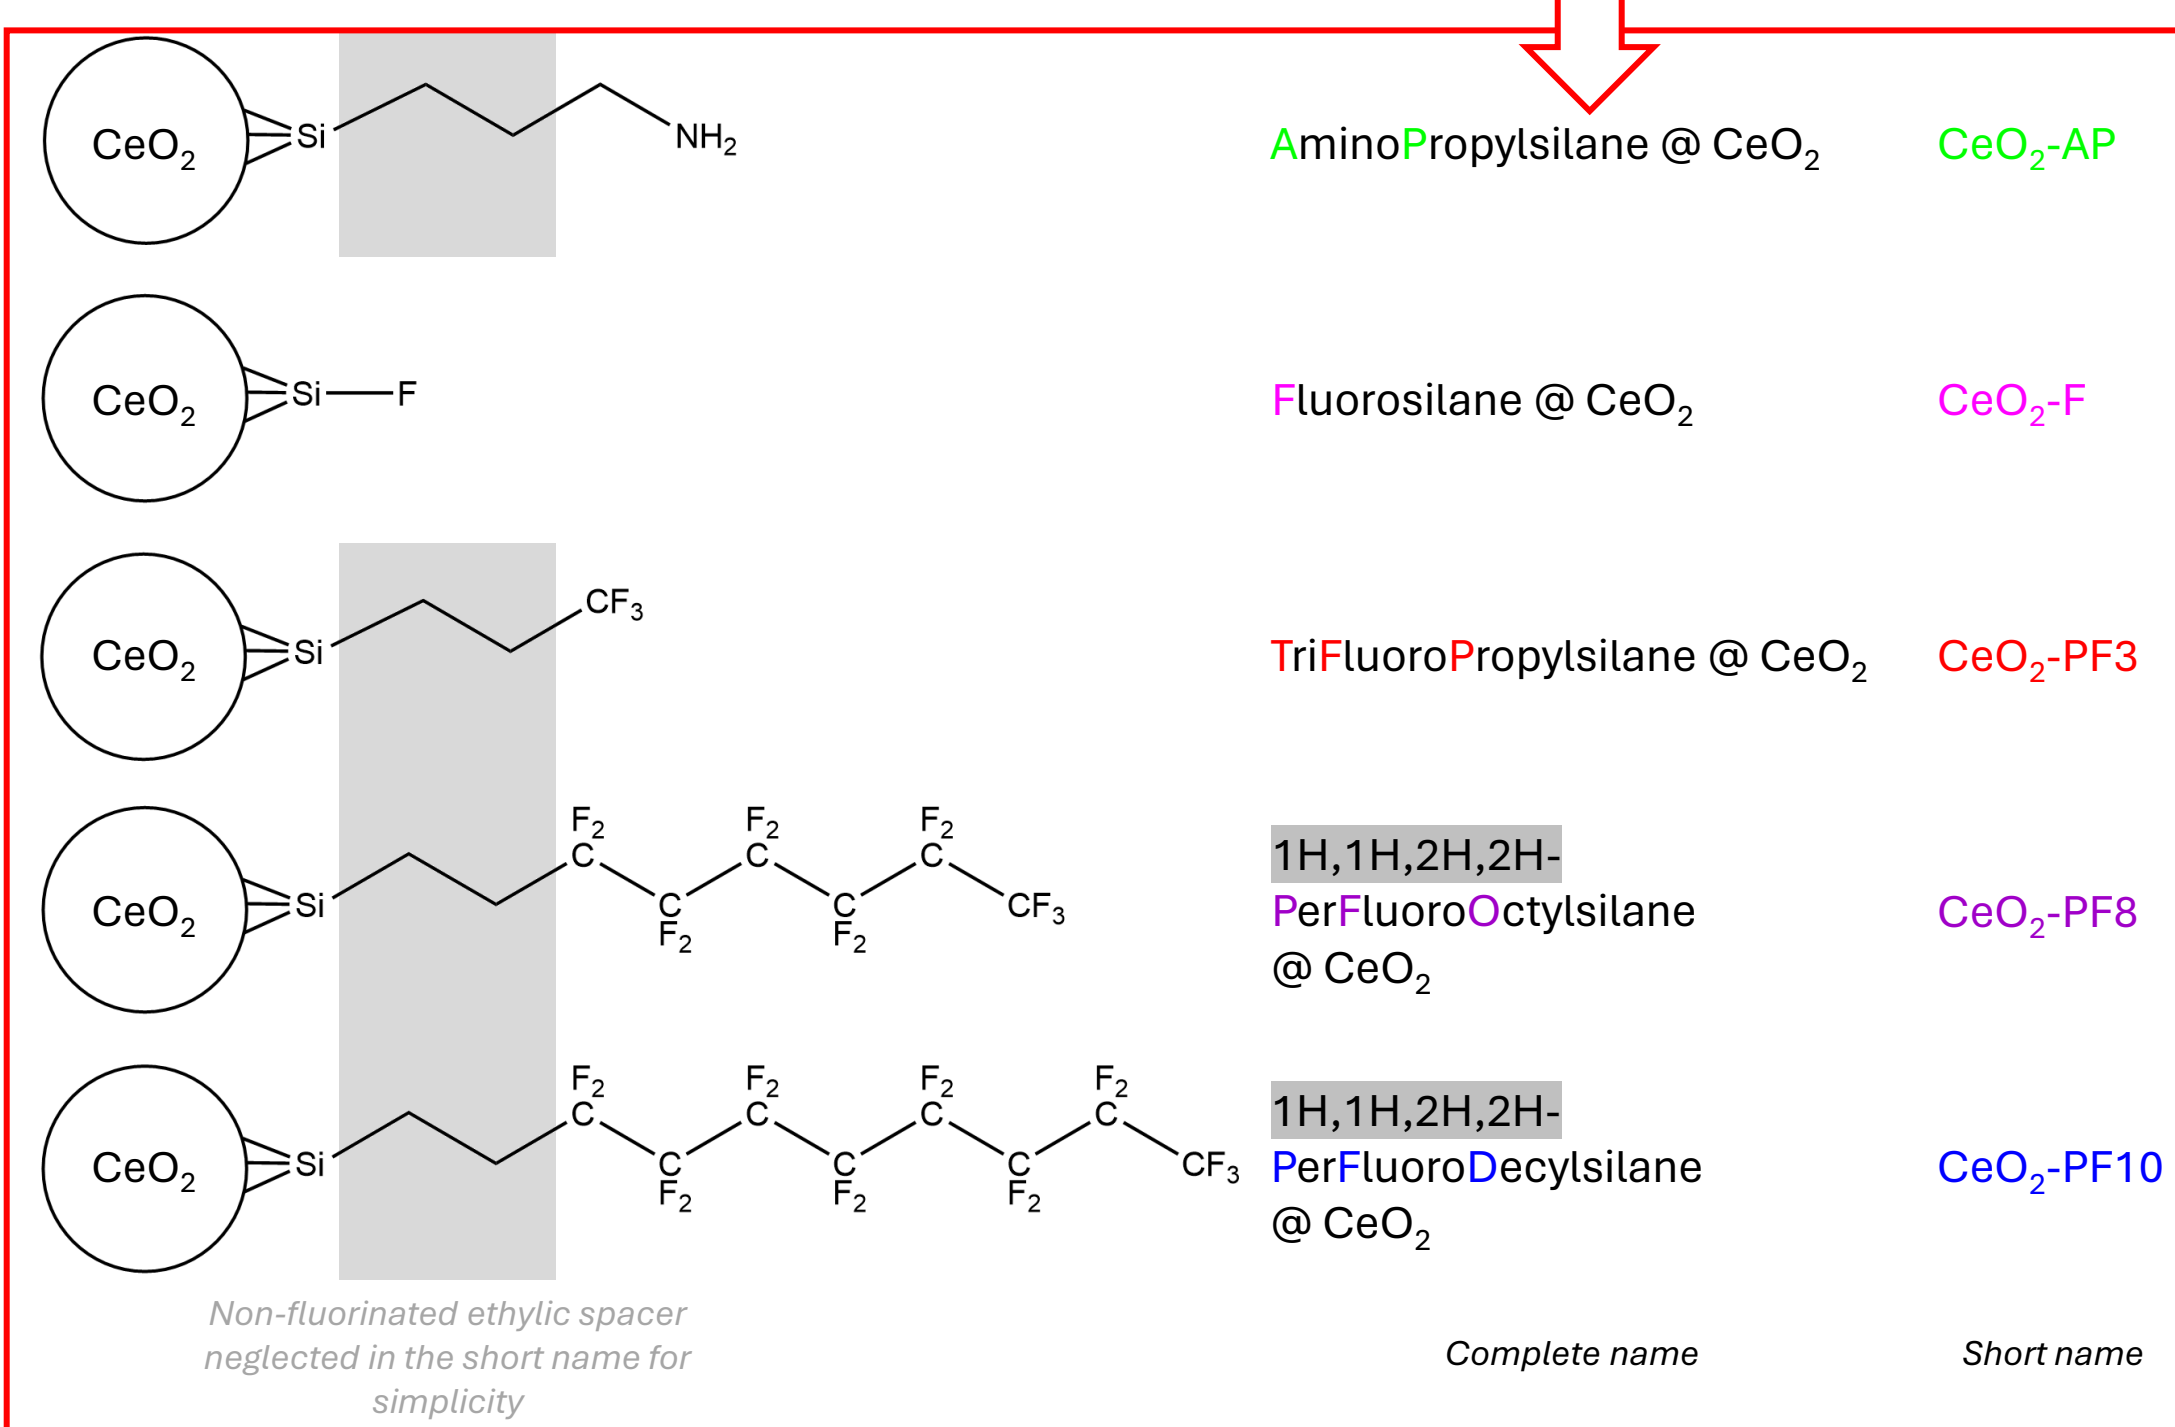 CeO₂ Si NH₂ AminoPropylsilane @ CeO₂ CeO₂-AP
CeO₂ Si F Fluorosilane @ CeO₂ CeO₂-F
CeO₂ Si CF₃ TriFluoroPropylsilane @ CeO₂ CeO₂-PF3
F₂ F₂ F₂
C C C
CeO₂ Si C C CF₃
F₂ F₂
1H,1H,2H,2H-
PerFluoroOctylsilane
@ CeO₂
CeO₂-PF8
F₂ F₂ F₂ F₂
C C C C
CeO₂ Si C C C CF₃
F₂ F₂ F₂
1H,1H,2H,2H-
PerFluoroDecylsilane
@ CeO₂
CeO₂-PF10
Non-fluorinated ethylic spacer
neglected in the short name for
simplicity
Complete name
Short name